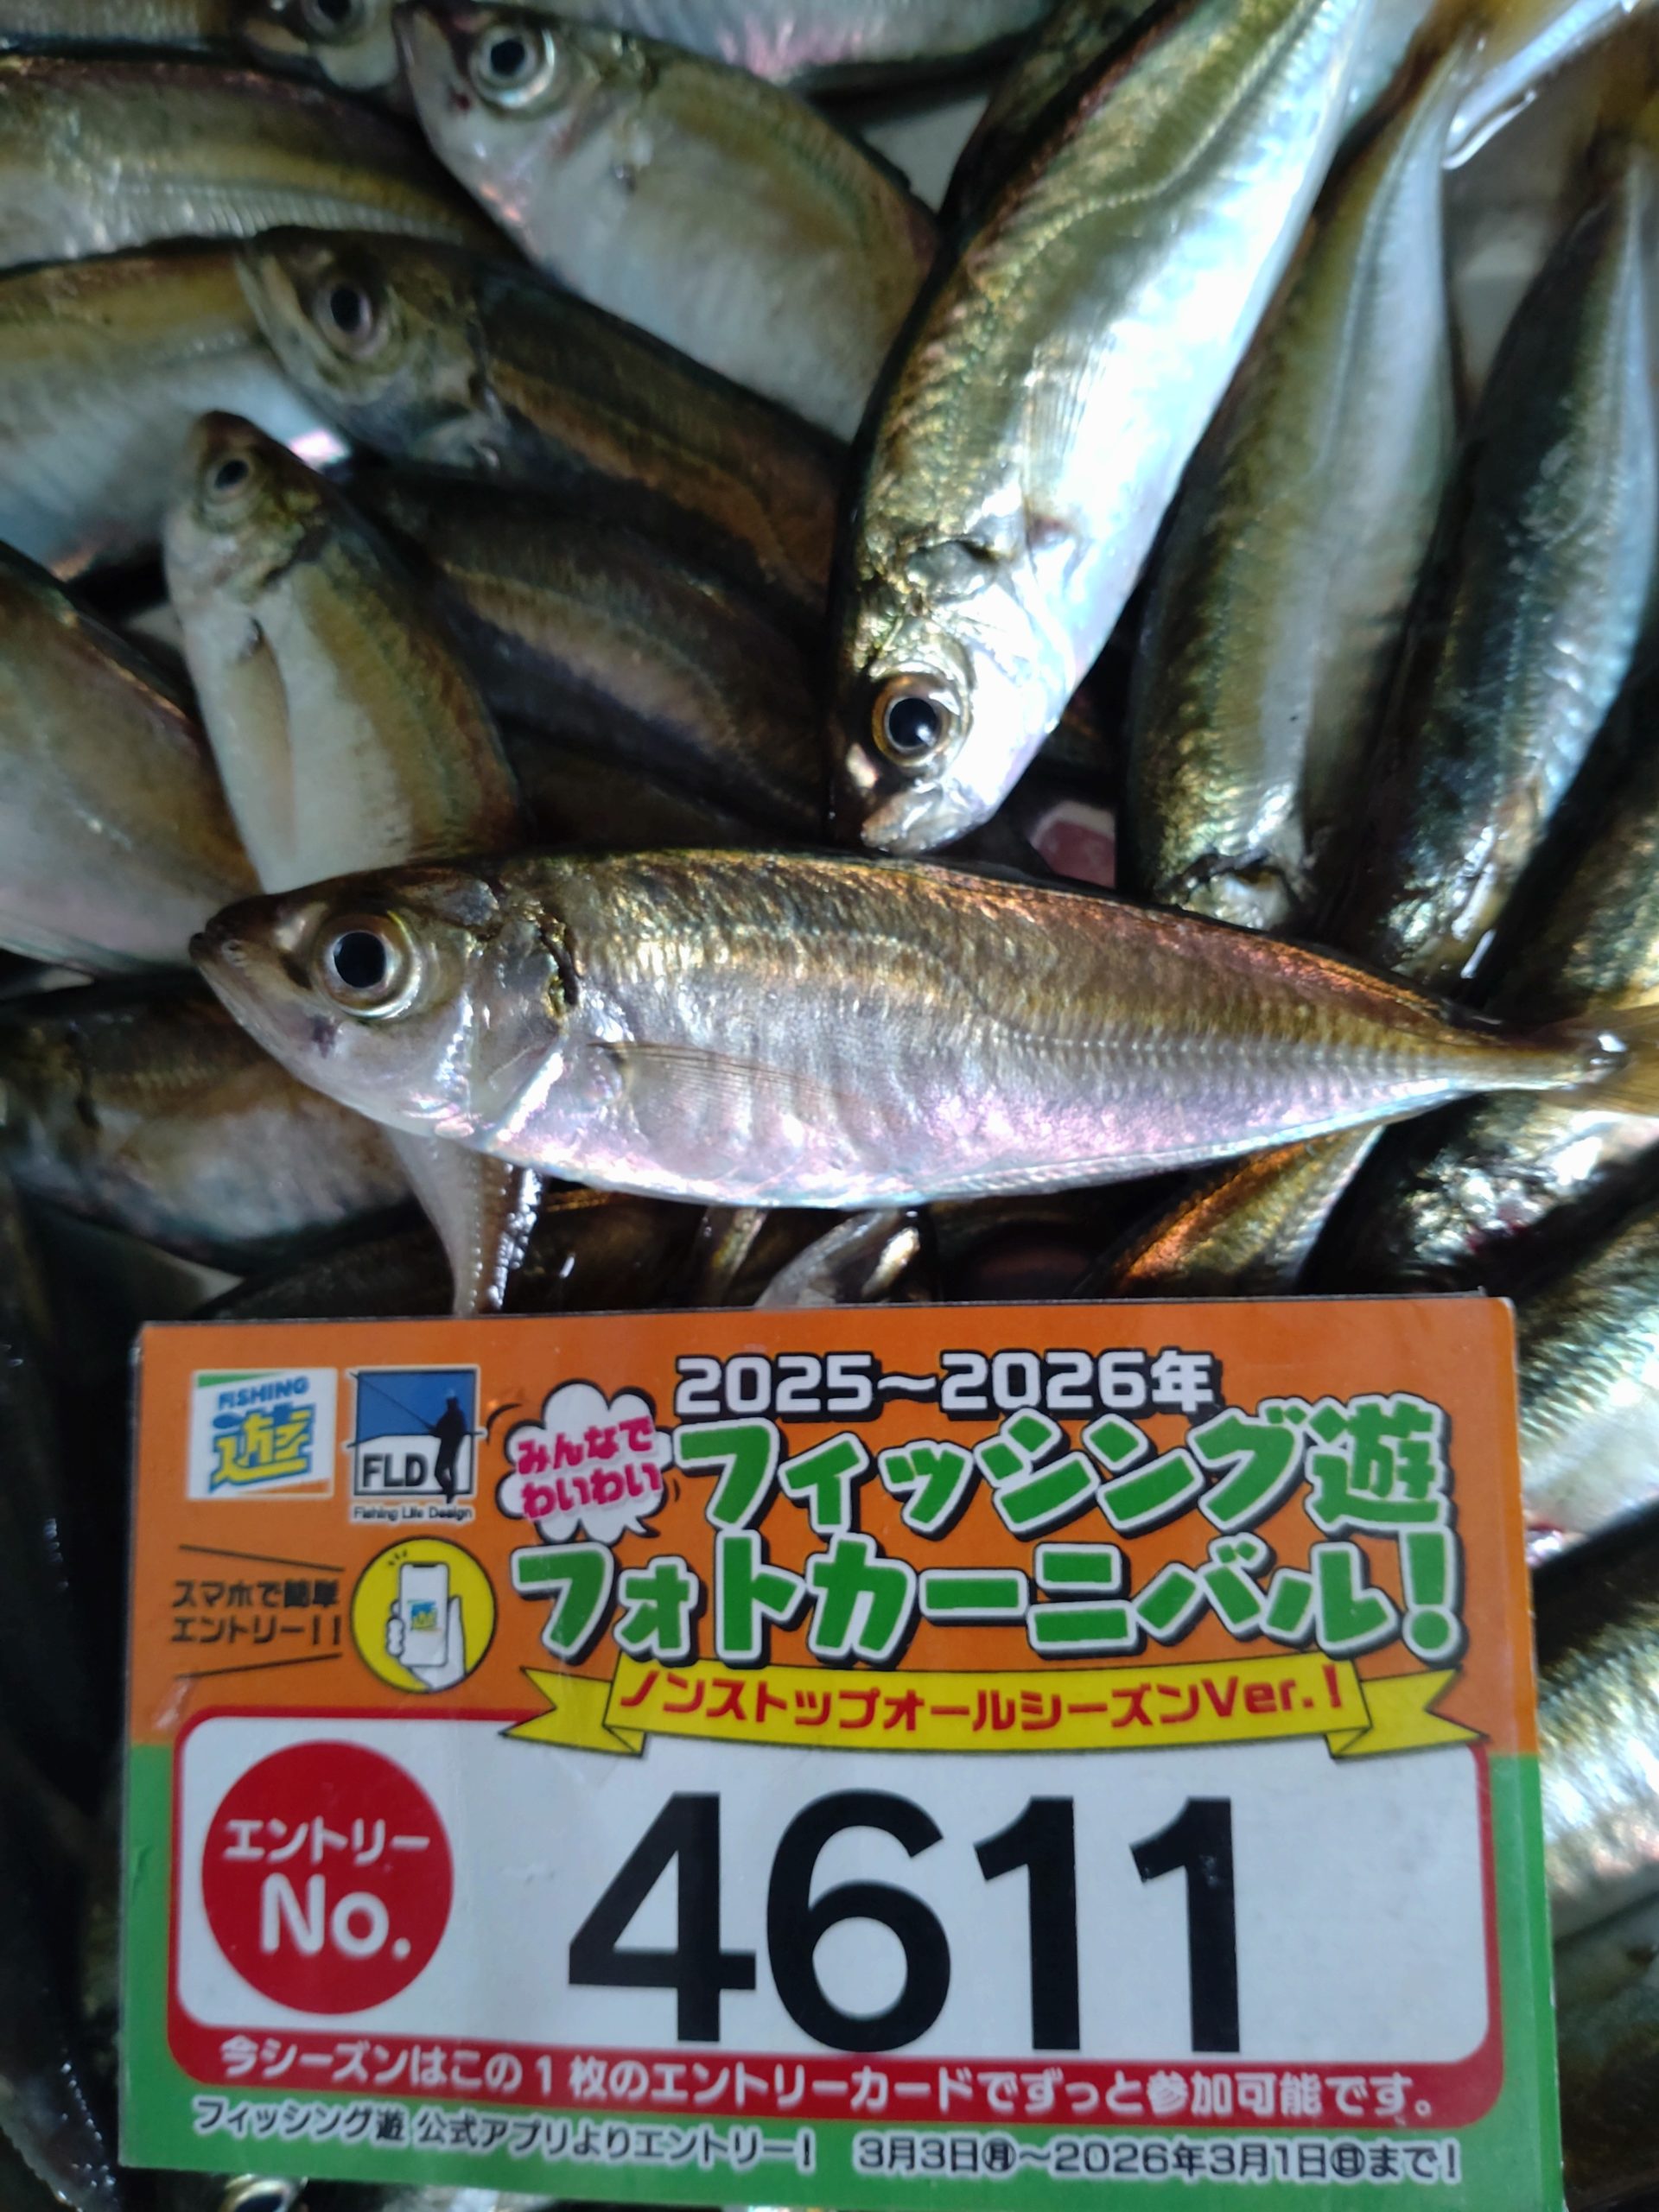 FISHING
遊
FLD
Fishing Life Design
2025～2026年
みんなで
わいわい
フィッシング遊
フォトカーニバル!
スマホで簡単
エントリー!!
ノンストップオールシーズンVer.!
エントリー
No.
4611
今シーズンはこの1枚のエントリーカードでずっと参加可能です。
フィッシング遊 公式アプリよりエントリー! 3月3日㊊～2026年3月1日㊐まで!